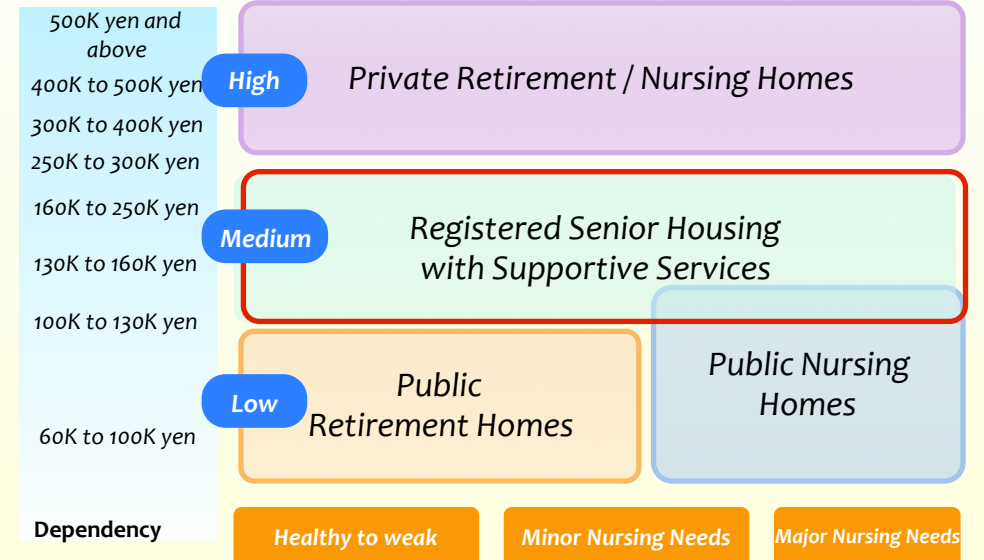 500K yen and
above
400K to 500K yen
High
Private Retirement / Nursing Homes
300K to 400K yen
250K to 300K yen
160K to 250K yen
Medium
Registered Senior Housing
with Supportive Services
130K to 160K yen
100K to 130K yen
Public Nursing
Homes
Low
Public
Retirement Homes
60K to 100K yen
Dependency
Healthy to weak
Minor Nursing Needs
Major Nursing Needs